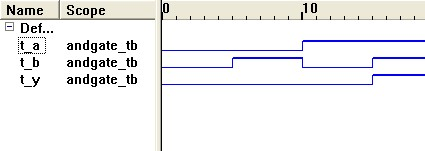 Name Scope 0 10
Def...
t_a andgate_tb
t_b andgate_tb
t_y andgate_tb